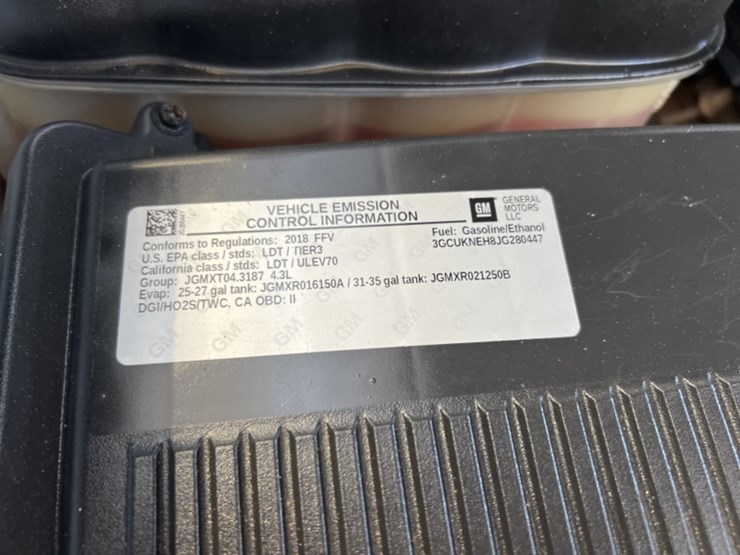 VEHICLE EMISSION
CONTROL INFORMATION
GM GENERAL
MOTORS
LLC
Conforms to Regulations: 2018 FFV
Fuel: Gasoline/Ethanol
U.S. EPA class / stds: LDT / TIER3
3GCUKNEH8JG280447
California class / stds: LDT / ULEV70
Group: JGMXT04.3187 4.3L
Evap: 25-27 gal tank: JGMXR016150A / 31-35 gal tank: JGMXR021250B
DGI/HO2S/TWC, CA OBD: II